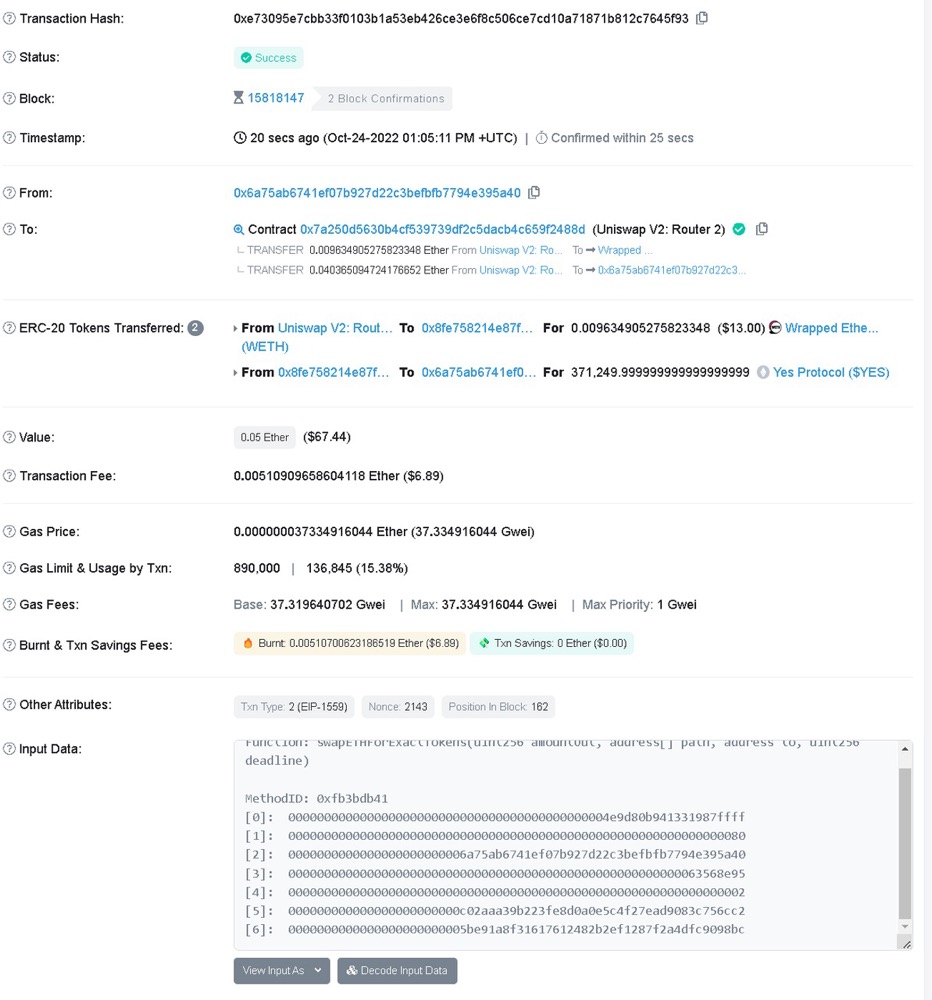 Transaction Hash: 0xe73095e7cbb33f0103b1a53eb426ce3e6f8c506ce7cd10a71871b812c7645f93
Status: Success
Block: 15818147 2 Block Confirmations
Timestamp: 20 secs ago (Oct-24-2022 01:05:11 PM +UTC) | Confirmed within 25 secs
From: 0x6a75ab6741ef07b927d22c3befbfb7794e395a40
To: Contract 0x7a250d5630b4cf539739df2c5dacb4c659f2488d (Uniswap V2: Router 2)
TRANSFER 0.009634905275823348 Ether From Uniswap V2: Ro... To → Wrapped ...
TRANSFER 0.040365094724176652 Ether From Uniswap V2: Ro... To → 0x6a75ab6741ef07b927d22c3...
ERC-20 Tokens Transferred: 2 From Uniswap V2: Rout... To 0x8fe758214e87f... For 0.009634905275823348 ($13.00) Wrapped Ethe...
(WETH)
From 0x8fe758214e87f... To 0x6a75ab6741ef0... For 371,249.999999999999999999 Yes Protocol ($YES)
Value: 0.05 Ether ($67.44)
Transaction Fee: 0.00510909658604118 Ether ($6.89)
Gas Price: 0.000000037334916044 Ether (37.334916044 Gwei)
Gas Limit & Usage by Txn: 890,000 | 136,845 (15.38%)
Gas Fees: Base: 37.319640702 Gwei | Max: 37.334916044 Gwei | Max Priority: 1 Gwei
Burnt & Txn Savings Fees: Burnt: 0.00510700623186519 Ether ($6.89) Txn Savings: 0 Ether ($0.00)
Other Attributes: Txn Type: 2 (EIP-1559) Nonce: 2143 Position In Block: 162
Input Data: Function: swapETHForExactTokens(uint256 amountOut, address[] path, address to, uint256
deadline)
MethodID: 0xfb3bdb41
[0]: 000000000000000000000000000000000000000000004e9d80b941331987ffff
[1]: 0000000000000000000000000000000000000000000000000000000000000080
[2]: 0000000000000000000000006a75ab6741ef07b927d22c3befbfb7794e395a40
[3]: 0000000000000000000000000000000000000000000000000000000063568e95
[4]: 0000000000000000000000000000000000000000000000000000000000000002
[5]: 000000000000000000000000c02aaa39b223fe8d0a0e5c4f27ead9083c756cc2
[6]: 0000000000000000000000005be91a8f31617612482b2ef1287f2a4dfc9098bc
View Input As Decode Input Data